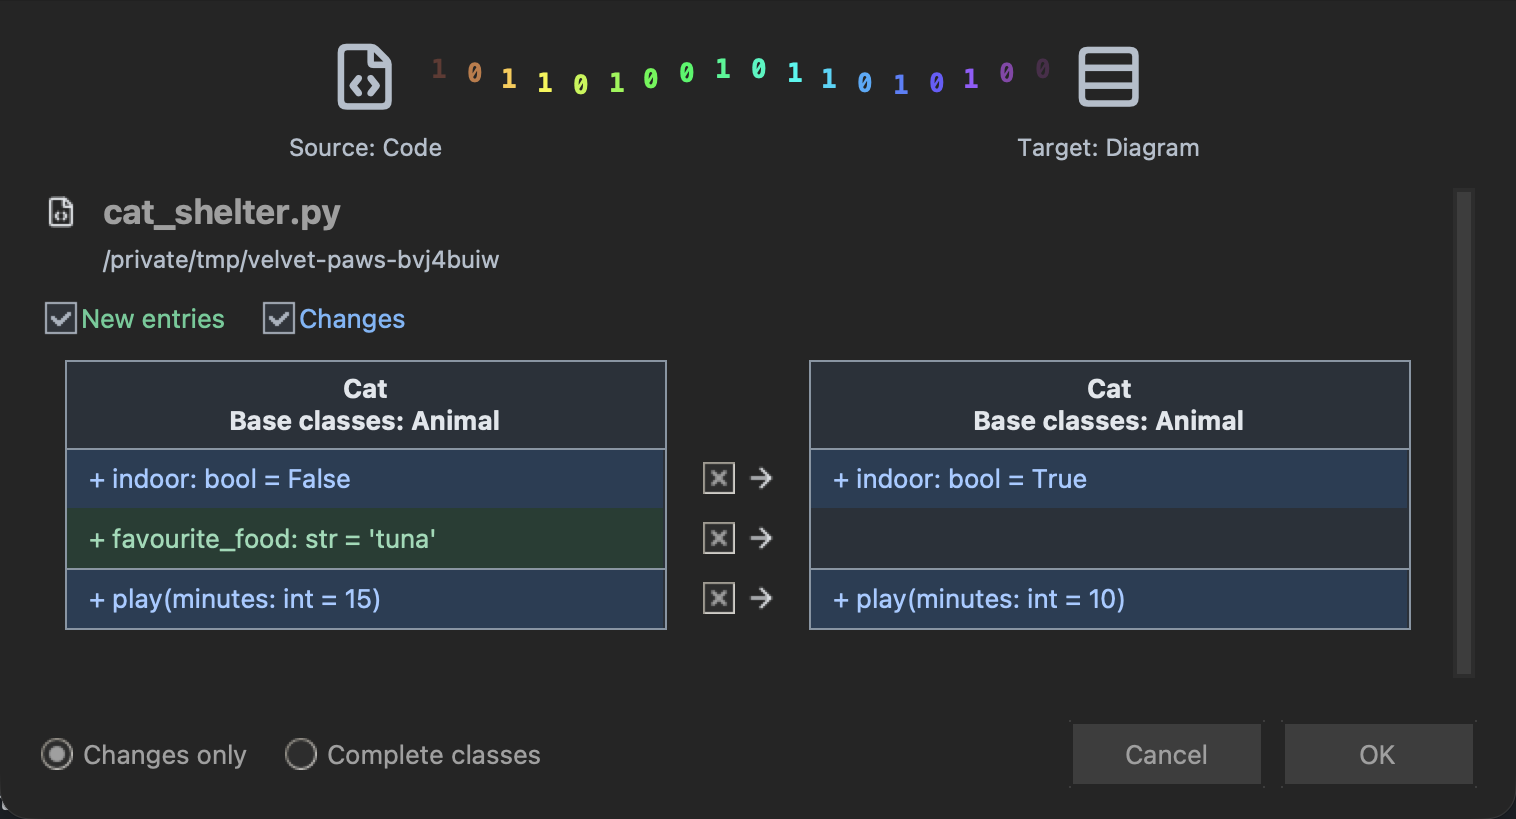 1 0 1 1 0 1 0 0 1 0 1 1 0 1 0 1 0 0
Source: Code
Target: Diagram
cat_shelter.py
/private/tmp/velvet-paws-bvj4buiw
New entries
Changes
Cat
Base classes: Animal
+ indoor: bool = False
+ favourite_food: str = 'tuna'
+ play(minutes: int = 15)
Cat
Base classes: Animal
+ indoor: bool = True
+ play(minutes: int = 10)
Changes only
Complete classes
Cancel
OK